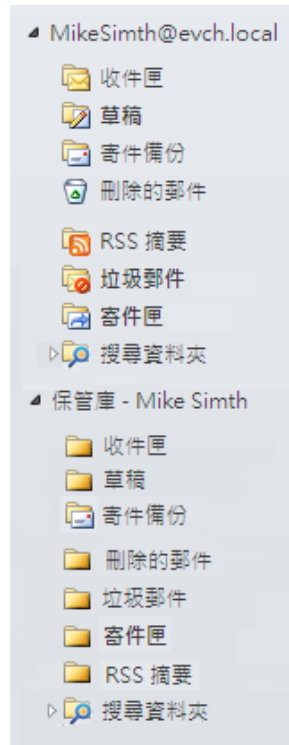 MikeSimth@evch.local
收件匣
草稿
寄件備份
刪除的郵件
RSS 摘要
垃圾郵件
寄件匣
搜尋資料夾
保管庫 - Mike Simth
收件匣
草稿
寄件備份
刪除的郵件
垃圾郵件
寄件匣
RSS 摘要
搜尋資料夾